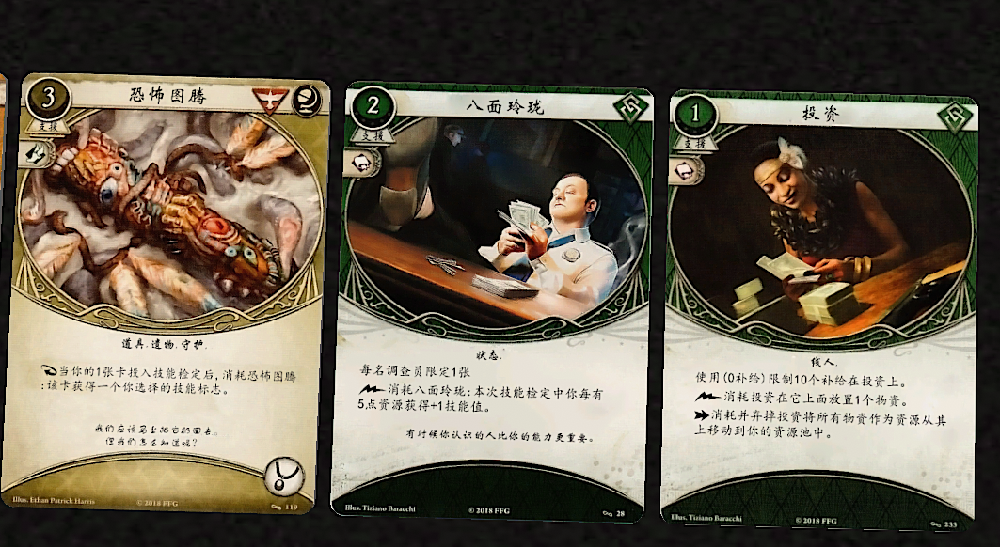 3
恐怖图腾
支援
道具.遗物.守护.
当你的1张卡投入技能检定后,消耗恐怖图腾
:该卡获得一个你选择的技能标志。
我们应该马上把它扔回去。
但我们怎么知道呢?
Illus. Ethan Patrick Harris
© 2018 FFG
119
2
八面玲珑
支援
状态.
每名调查员限定1张
消耗八面玲珑:本次技能检定中你每有
5点资源获得+1技能值。
有时候你认识的人比你的能力更重要。
Illus. Tiziano Baracchi
© 2018 FFG
28
1
投资
支援
线人.
使用(0补给)限制10个补给在投资上。
消耗投资在它上面放置1个物资。
消耗并弃掉投资将所有物资作为资源从其
上移动到你的资源池中。
Illus. Tiziano Baracchi
© 2018 FFG
233